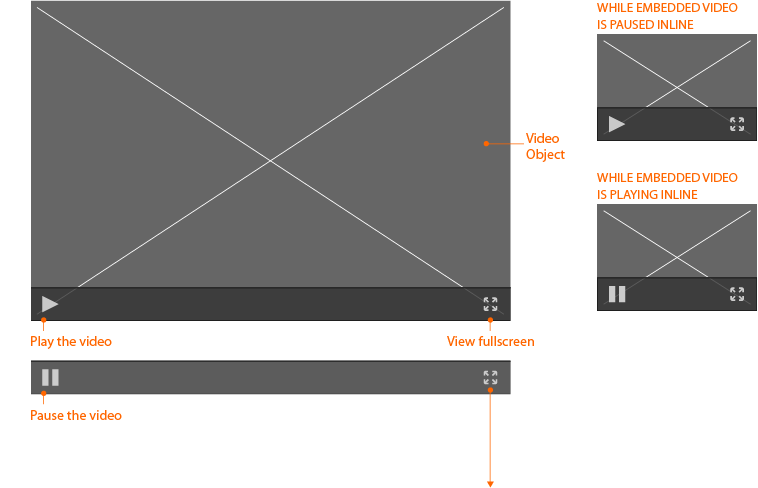 WHILE EMBEDDED VIDEO
IS PAUSED INLINE
Video
Object
WHILE EMBEDDED VIDEO
IS PLAYING INLINE
Play the video
View fullscreen
Pause the video